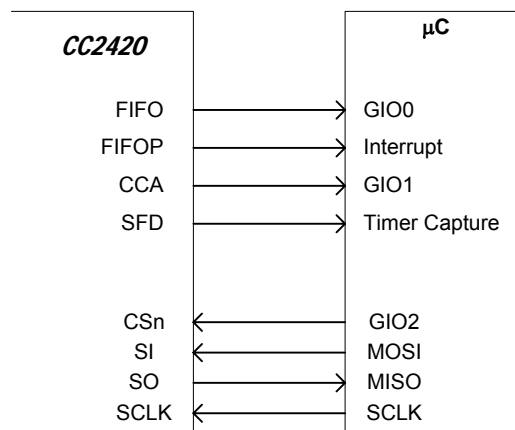 CC2420 μC
FIFO GIO0
FIFOP Interrupt
CCA GIO1
SFD Timer Capture
CSn GIO2
SI MOSI
SO MISO
SCLK SCLK